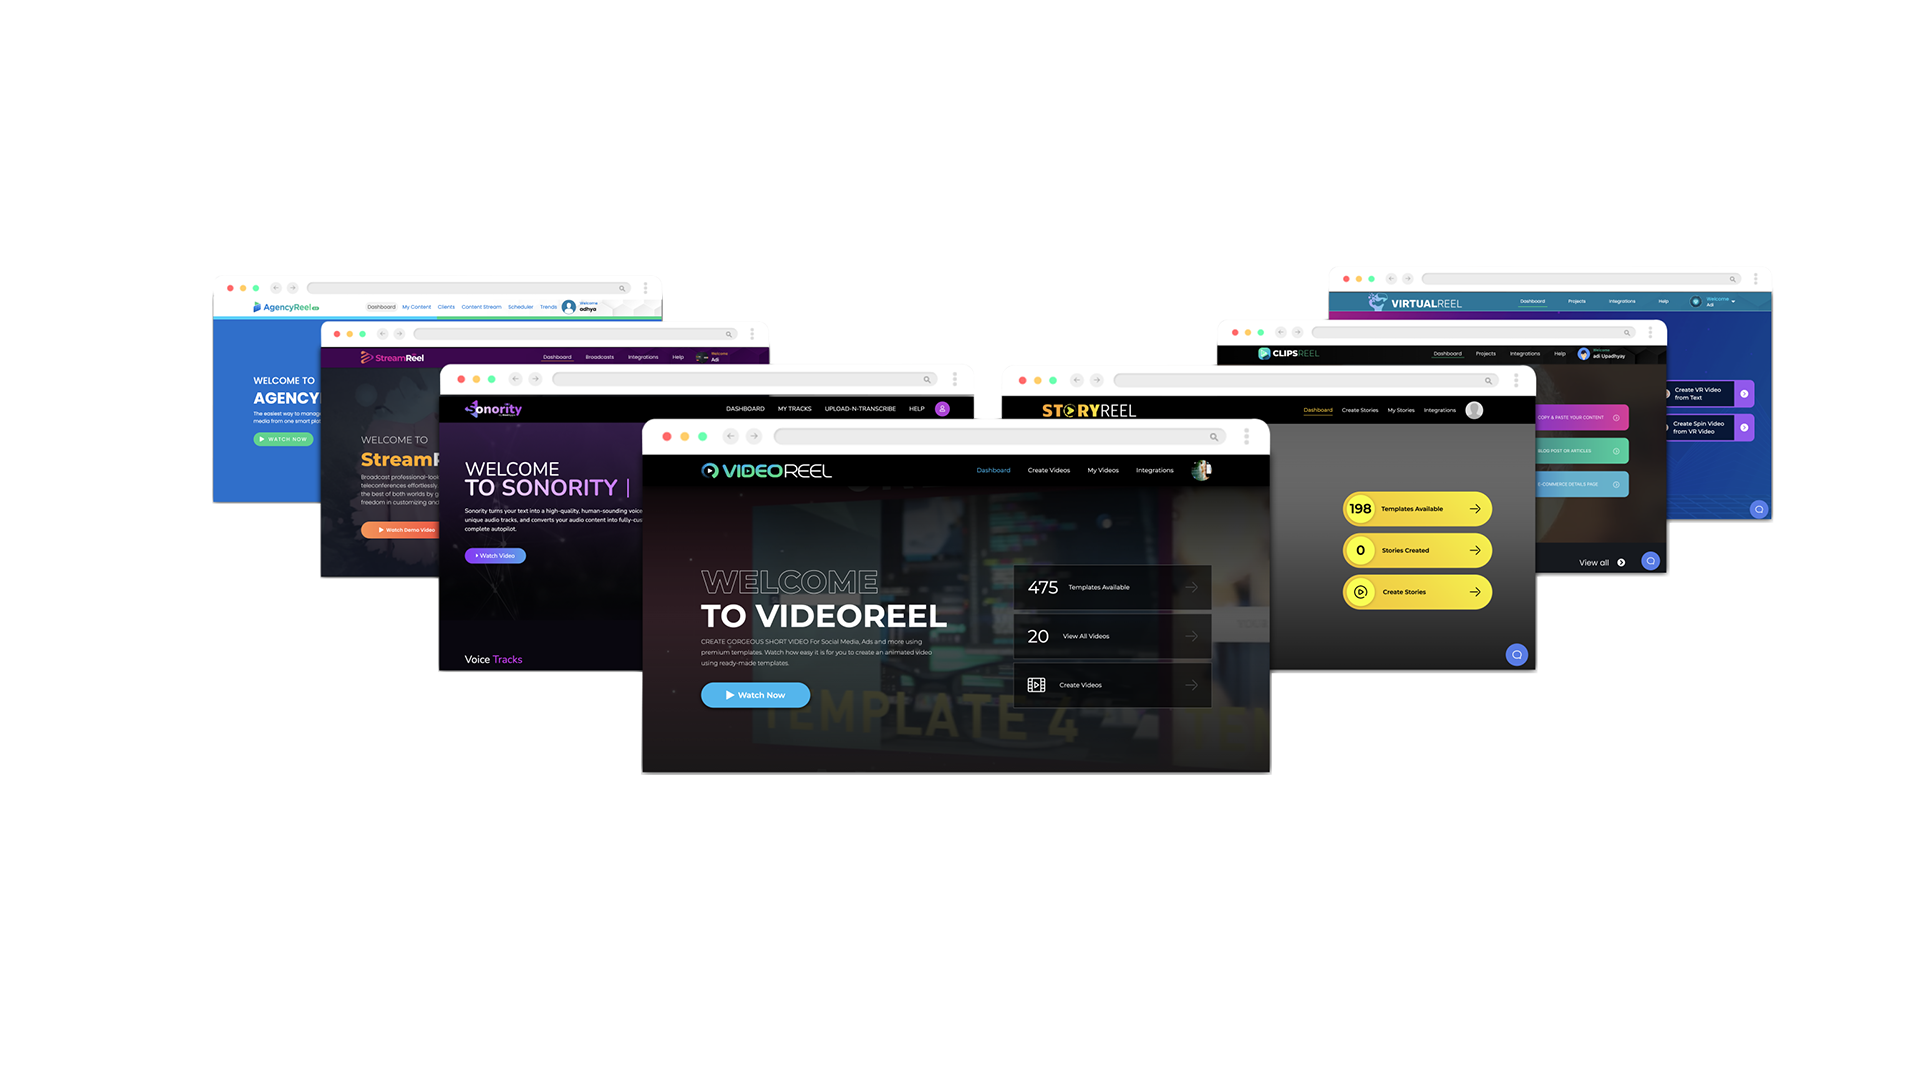 AgencyReel
Dashboard My Content Clients Content Stream Scheduler Trends Welcome
adhya
WELCOME TO
AGENCY
The easiest way to manag
media from one smart plat
WATCH NOW
StreamReel
Dashboard Broadcasts Integrations Help Welcome
Adi
WELCOME TO
StreamR
Broadcast professional-look
teleconferences effortlessly.
the best of both worlds by g
freedom in customizing and
Watch Demo Video
Sonority
DASHBOARD MY TRACKS UPLOAD-N-TRANSCRIBE HELP
WELCOME
TO SONORITY |
Sonority turns your text into a high-quality, human-sounding voice
unique audio tracks, and converts your audio content into fully-cus
complete autopilot.
Watch Video
Voice Tracks
VIDEOREEL
Dashboard Create Videos My Videos Integrations
WELCOME
TO VIDEOREEL
CREATE GORGEOUS SHORT VIDEO For Social Media, Ads and more using
premium templates. Watch how easy it is for you to create an animated video
using ready-made templates.
Watch Now
475 Templates Available
20 View All Videos
Create Videos
TEMPLATE 4
STORYREEL
Dashboard Create Stories My Stories Integrations
198 Templates Available
0 Stories Created
Create Stories
CLIPSREEL
Dashboard Projects Integrations Help Welcome
adi Upadhyay
COPY & PASTE YOUR CONTENT
BLOG POST OR ARTICLES
E-COMMERCE DETAILS PAGE
View all
VIRTUALREEL
Dashboard Projects Integrations Help Welcome
Adi
Create VR Video
from Text
Create Spin Video
from VR Video